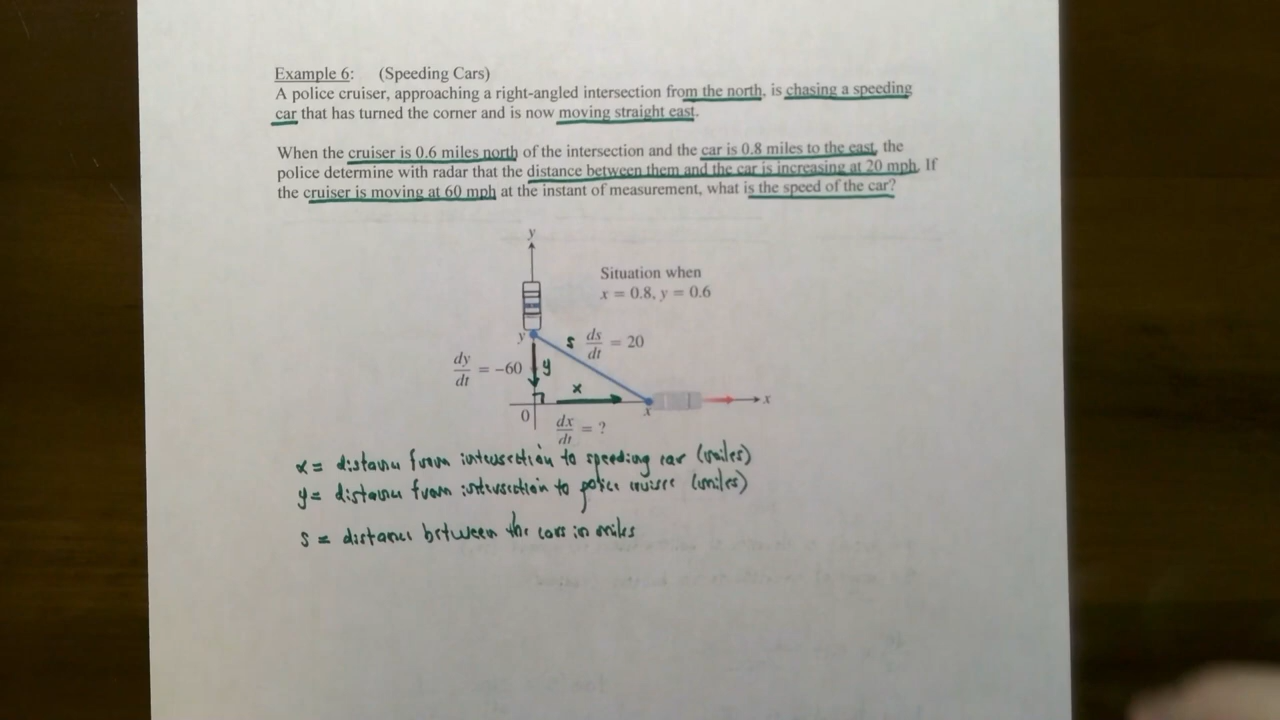 Example 6: (Speeding Cars)
A police cruiser, approaching a right-angled intersection from the north, is chasing a speeding
car that has turned the corner and is now moving straight east.
When the cruiser is 0.6 miles north of the intersection and the car is 0.8 miles to the east, the
police determine with radar that the distance between them and the car is increasing at 20 mph. If
the cruiser is moving at 60 mph at the instant of measurement, what is the speed of the car?
y
Situation when
x = 0.8, y = 0.6
y
s
ds/dt = 20
dy/dt = -60
y
x
0
x
x
dx/dt = ?
x = distance from intersection to speeding car (miles)
y = distance from intersection to police cruiser (miles)
s = distance between the cars in miles